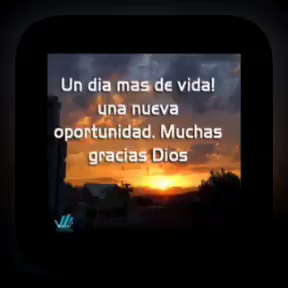 Un dia mas de vida!
una nueva
oportunidad. Muchas
gracias Dios